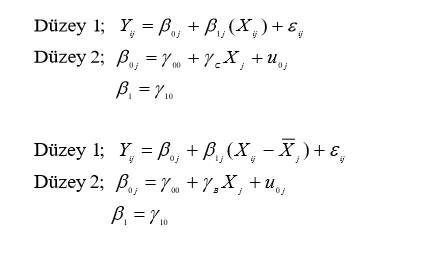 Düzey 1; Y_ij = β_0j + β_1j (X_ij) + ε_ij
Düzey 2; β_0j = γ_00 + γ_C X_j + u_0j
β_1 = γ_10
Düzey 1; Y_ij = β_0j + β_1j (X_ij − X̄_j) + ε_ij
Düzey 2; β_0j = γ_00 + γ_B X_j + u_0j
β_1 = γ_10